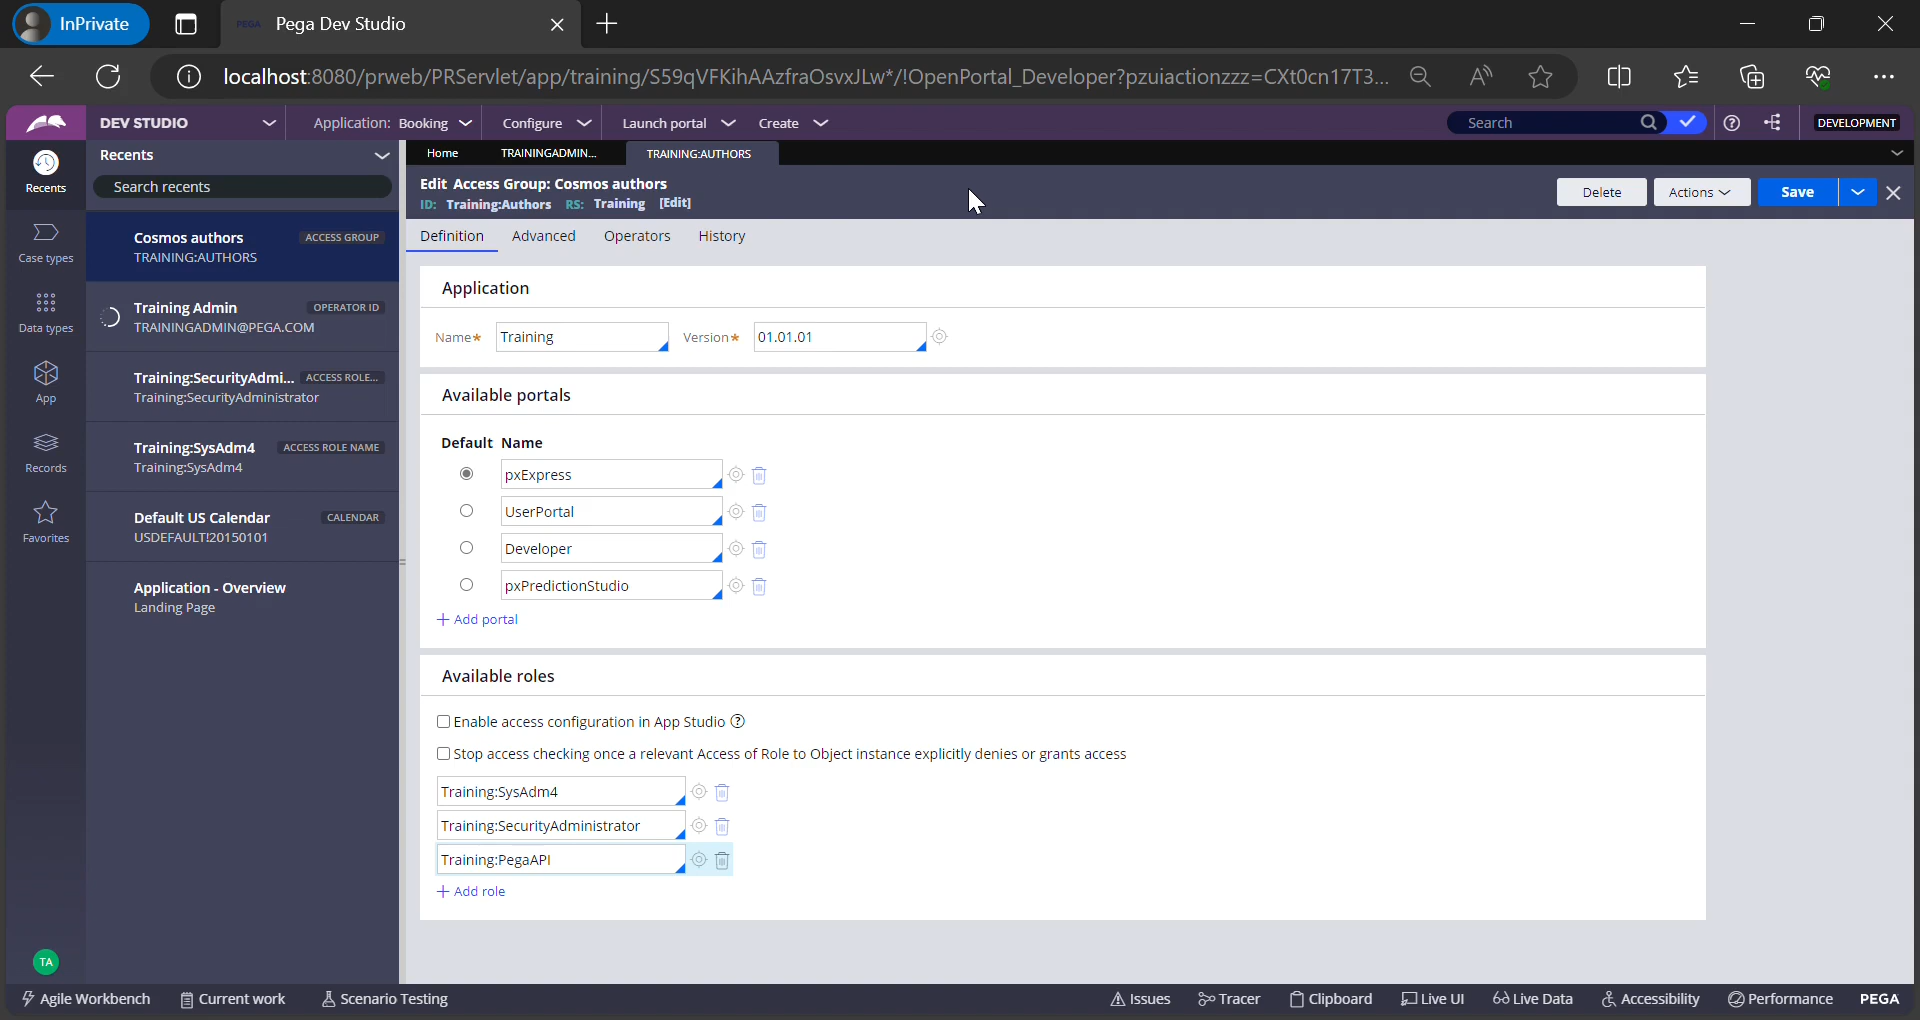 InPrivate
PEGA Pega Dev Studio
localhost:8080/prweb/PRServlet/app/training/S59qVFKihAAzfraOsvxJLw*/!OpenPortal_Developer?pzuiactionzzz=CXt0cn17T3...
DEV STUDIO Application: Booking Configure Launch portal Create Search DEVELOPMENT
Recents
Case types
Data types
App
Records
Favorites
TA
Recents
Search recents
Cosmos authors ACCESS GROUP
TRAINING:AUTHORS
Training Admin OPERATOR ID
TRAININGADMIN@PEGA.COM
Training:SecurityAdmi... ACCESS ROLE...
Training:SecurityAdministrator
Training:SysAdm4 ACCESS ROLE NAME
Training:SysAdm4
Default US Calendar CALENDAR
USDEFAULT!20150101
Application - Overview
Landing Page
Home TRAININGADMIN... TRAINING:AUTHORS
Edit Access Group: Cosmos authors
ID: Training:Authors RS: Training [Edit]
Delete Actions Save
Definition Advanced Operators History
Application
Name* Training Version* 01.01.01
Available portals
Default Name
pxExpress
UserPortal
Developer
pxPredictionStudio
+ Add portal
Available roles
Enable access configuration in App Studio ?
Stop access checking once a relevant Access of Role to Object instance explicitly denies or grants access
Training:SysAdm4
Training:SecurityAdministrator
Training:PegaAPI
+ Add role
Agile Workbench Current work Scenario Testing Issues Tracer Clipboard Live UI Live Data Accessibility Performance PEGA